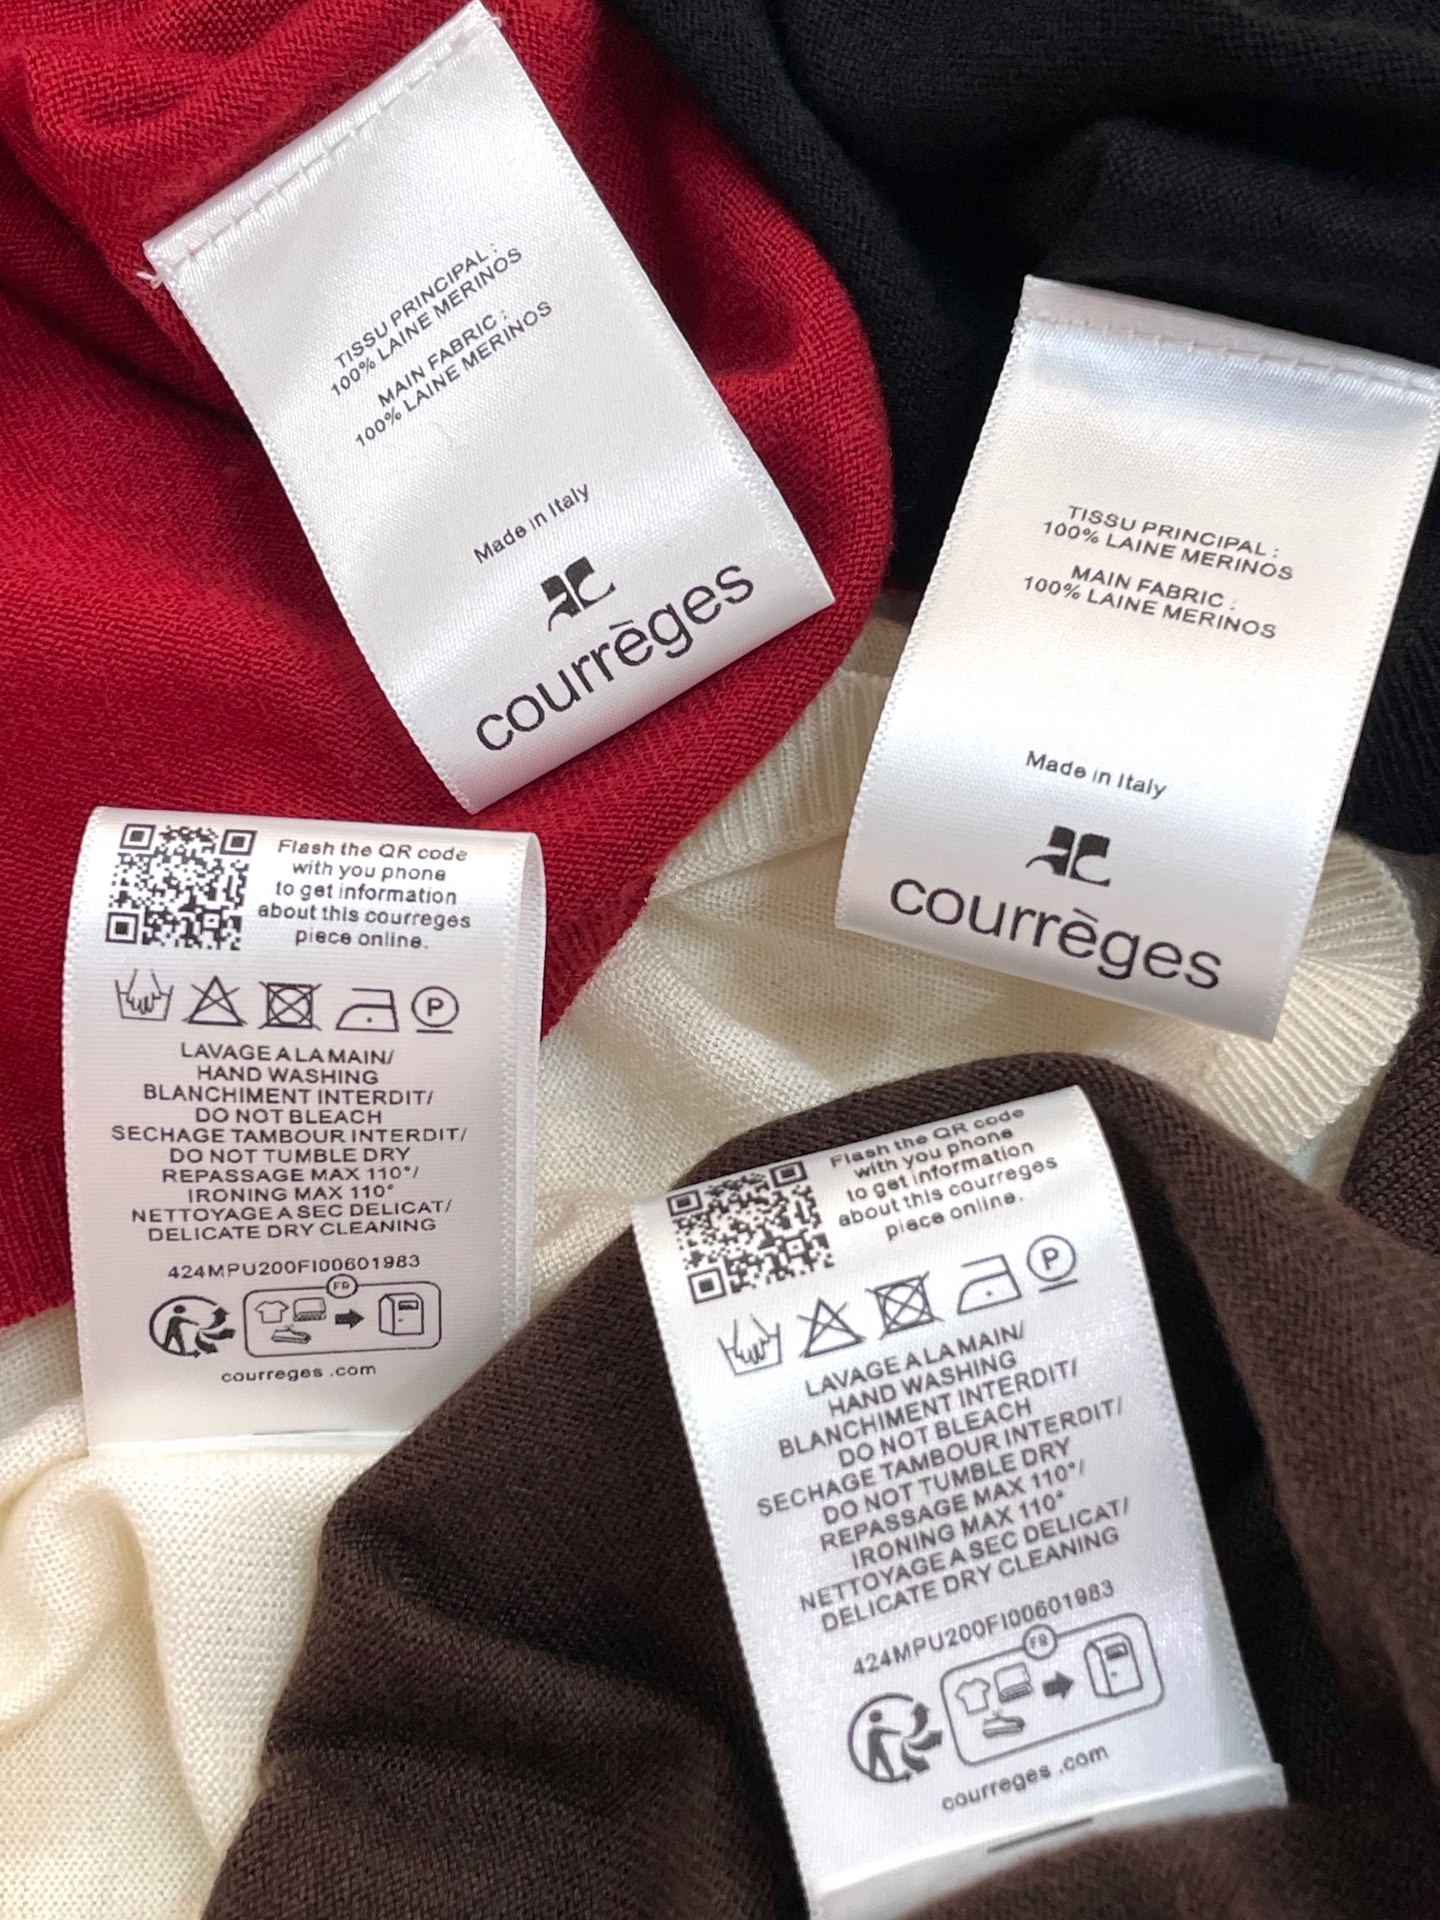 TISSU PRINCIPAL :
100% LAINE MERINOS
MAIN FABRIC :
100% LAINE MERINOS
Made in Italy
courrèges
TISSU PRINCIPAL :
100% LAINE MERINOS
MAIN FABRIC :
100% LAINE MERINOS
Made in Italy
courrèges
Flash the QR code
with you phone
to get information
about this courreges
piece online.
P
LAVAGE A LA MAIN/
HAND WASHING
BLANCHIMENT INTERDIT/
DO NOT BLEACH
SECHAGE TAMBOUR INTERDIT/
DO NOT TUMBLE DRY
REPASSAGE MAX 110°/
IRONING MAX 110°
NETTOYAGE A SEC DELICAT/
DELICATE DRY CLEANING
424MPU200FI00601983
FR
courreges .com
Flash the QR code
with you phone
to get information
about this courreges
piece online.
P
LAVAGE A LA MAIN/
HAND WASHING
BLANCHIMENT INTERDIT/
DO NOT BLEACH
SECHAGE TAMBOUR INTERDIT/
DO NOT TUMBLE DRY
REPASSAGE MAX 110°/
IRONING MAX 110°
NETTOYAGE A SEC DELICAT/
DELICATE DRY CLEANING
424MPU200FI00601983
FR
courreges .com